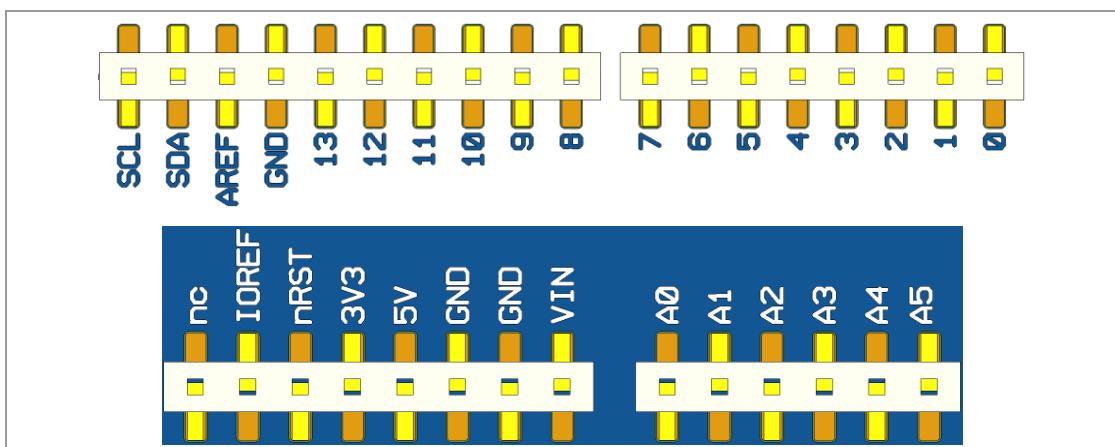 SCL SDA AREF GND 13 12 11 10 9 8 7 6 5 4 3 2 1 0
nc IOREF nRST 3V3 5V GND GND VIN A0 A1 A2 A3 A4 A5